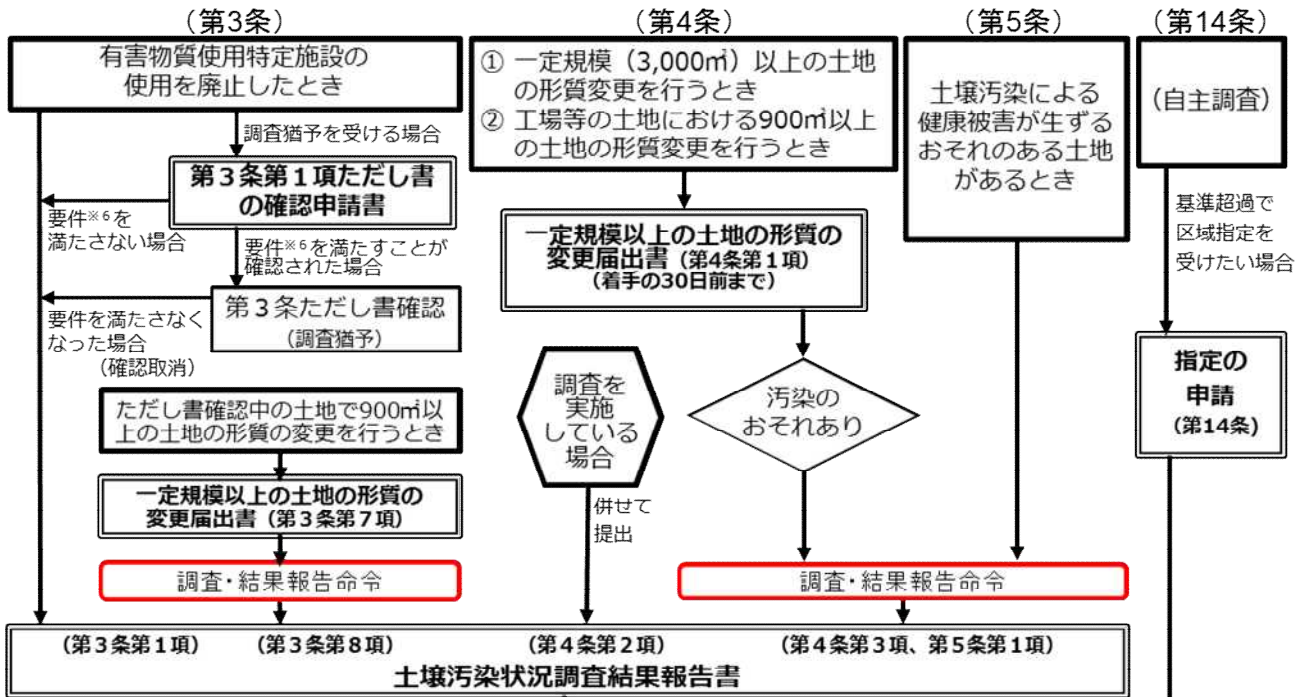 （第3条）
有害物質使用特定施設の
使用を廃止したとき
調査猶予を受ける場合
第３条第１項ただし書
の確認申請書
要件※６を
満たさない場合
要件※６を満たすことが
確認された場合
第３条ただし書確認
（調査猶予）
要件を満たさなく
なった場合
（確認取消）
ただし書確認中の土地で900㎡以
上の土地の形質の変更を行うとき
一定規模以上の土地の形質の
変更届出書（第３条第７項）
調査・結果報告命令
（第4条）
① 一定規模（3,000㎡）以上の土地
の形質変更を行うとき
② 工場等の土地における900㎡以上
の土地の形質変更を行うとき
一定規模以上の土地の形質の
変更届出書（第4条第１項）
（着手の30日前まで）
調査を
実施
している
場合
併せて
提出
汚染の
おそれあり
（第5条）
土壌汚染による
健康被害が生ずる
おそれのある土地
があるとき
調査・結果報告命令
（第14条）
（自主調査）
基準超過で
区域指定を
受けたい場合
指定の
申請
（第14条）
（第３条第１項）
（第３条第８項）
（第４条第２項）
（第４条第３項、第５条第１項）
土壌汚染状況調査結果報告書